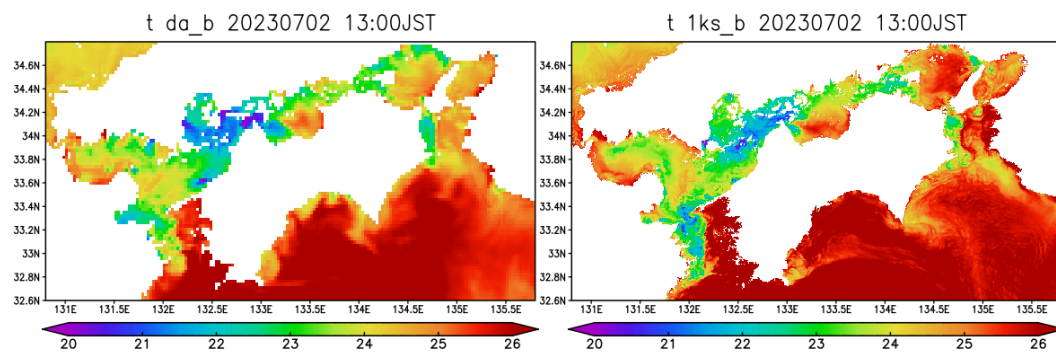 t da_b 20230702 13:00JST
34.6N
34.4N
34.2N
34N
33.8N
33.6N
33.4N
33.2N
33N
32.8N
32.6N
131E 131.5E 132E 132.5E 133E 133.5E 134E 134.5E 135E 135.5E
20 21 22 23 24 25 26
t 1ks_b 20230702 13:00JST
34.6N
34.4N
34.2N
34N
33.8N
33.6N
33.4N
33.2N
33N
32.8N
32.6N
131E 131.5E 132E 132.5E 133E 133.5E 134E 134.5E 135E 135.5E
20 21 22 23 24 25 26